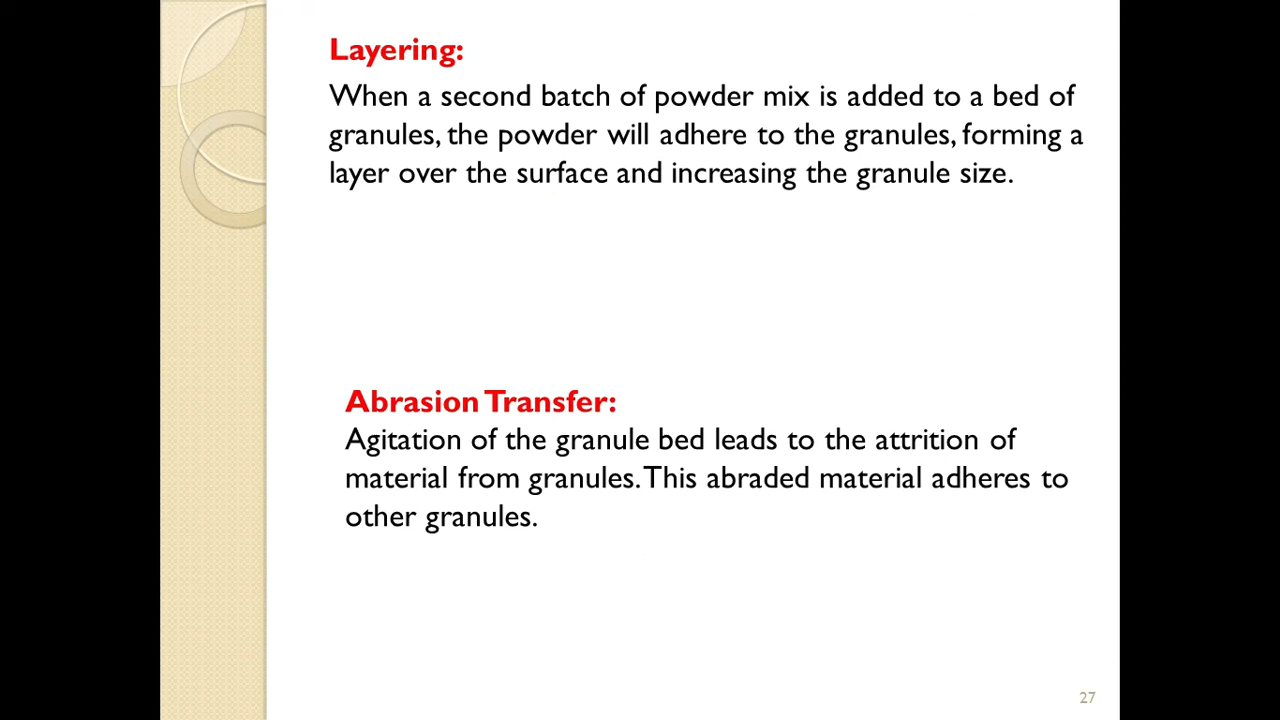 Layering:
When a second batch of powder mix is added to a bed of
granules, the powder will adhere to the granules, forming a
layer over the surface and increasing the granule size.
Abrasion Transfer:
Agitation of the granule bed leads to the attrition of
material from granules. This abraded material adheres to
other granules.
27